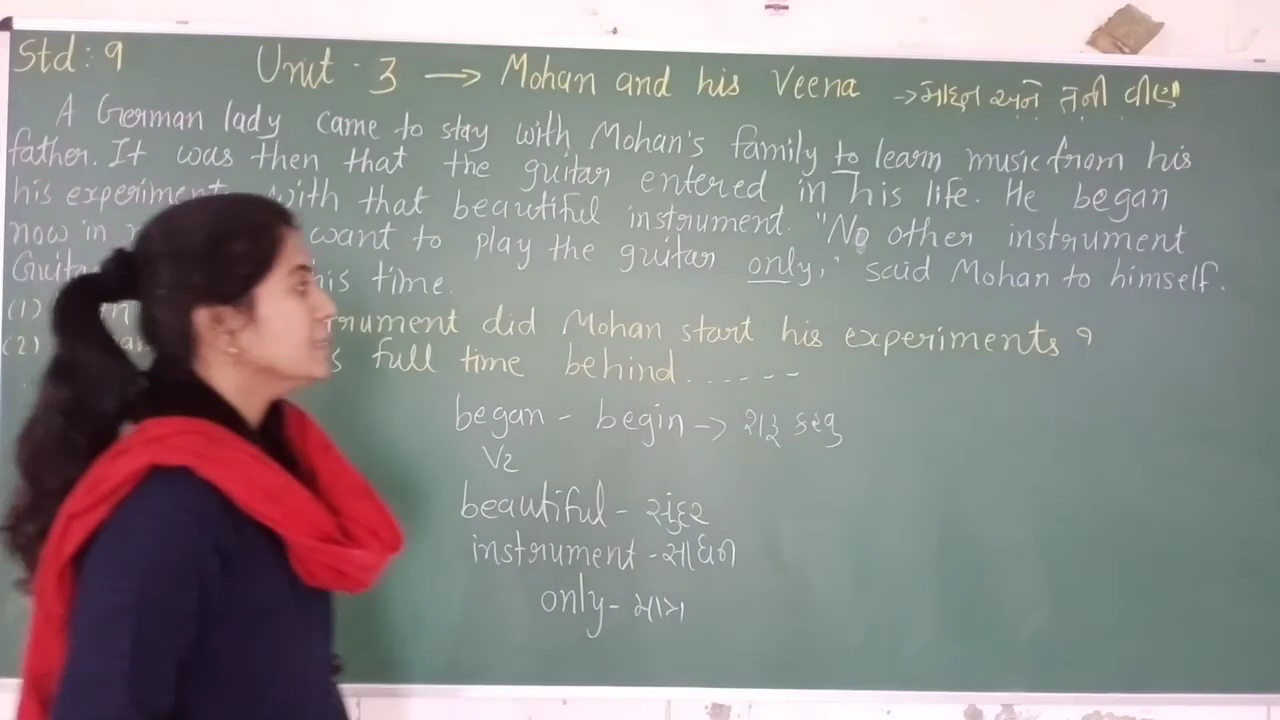 Std: 9 Unit - 3 → Mohan and his Veena → મોહન અને તેની વીણા
A German lady came to stay with Mohan's family to learn music from his
father. It was then that the guitar entered in his life. He began
his experiment with that beautiful instrument. "No other instrument
now in want to play the guitar only," said Mohan to himself.
his time.
(1) did Mohan start his experiments?
(2) full time behind.......
began - begin → શરૂ કરવુ
V2
beautiful - સુંદર
instrument - સાધન
only - માત્ર